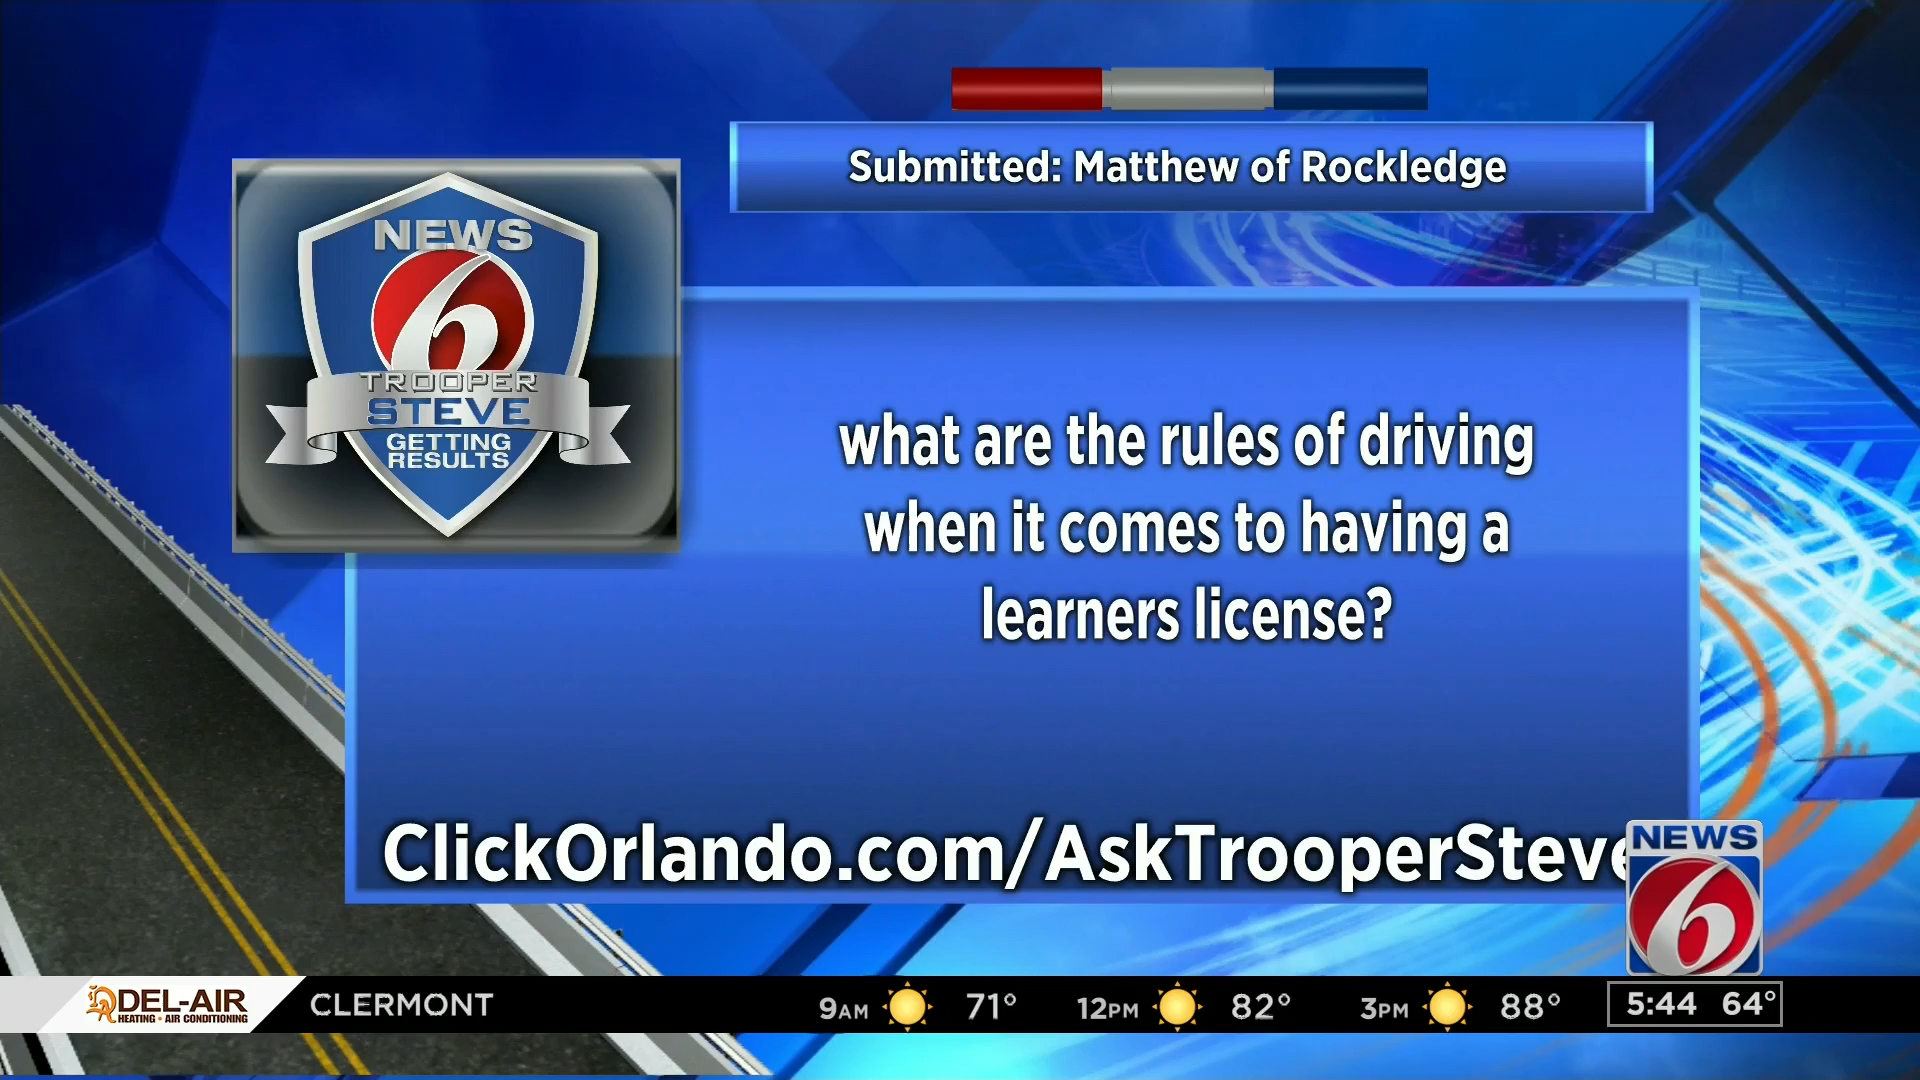 Submitted: Matthew of Rockledge
NEWS
6
TROOPER
STEVE
GETTING
RESULTS
what are the rules of driving
when it comes to having a
learners license?
ClickOrlando.com/AskTrooperSteve
NEWS
6
DEL-AIR
HEATING • AIR CONDITIONING
CLERMONT
9AM 71° 12PM 82° 3PM 88°
5:44 64°